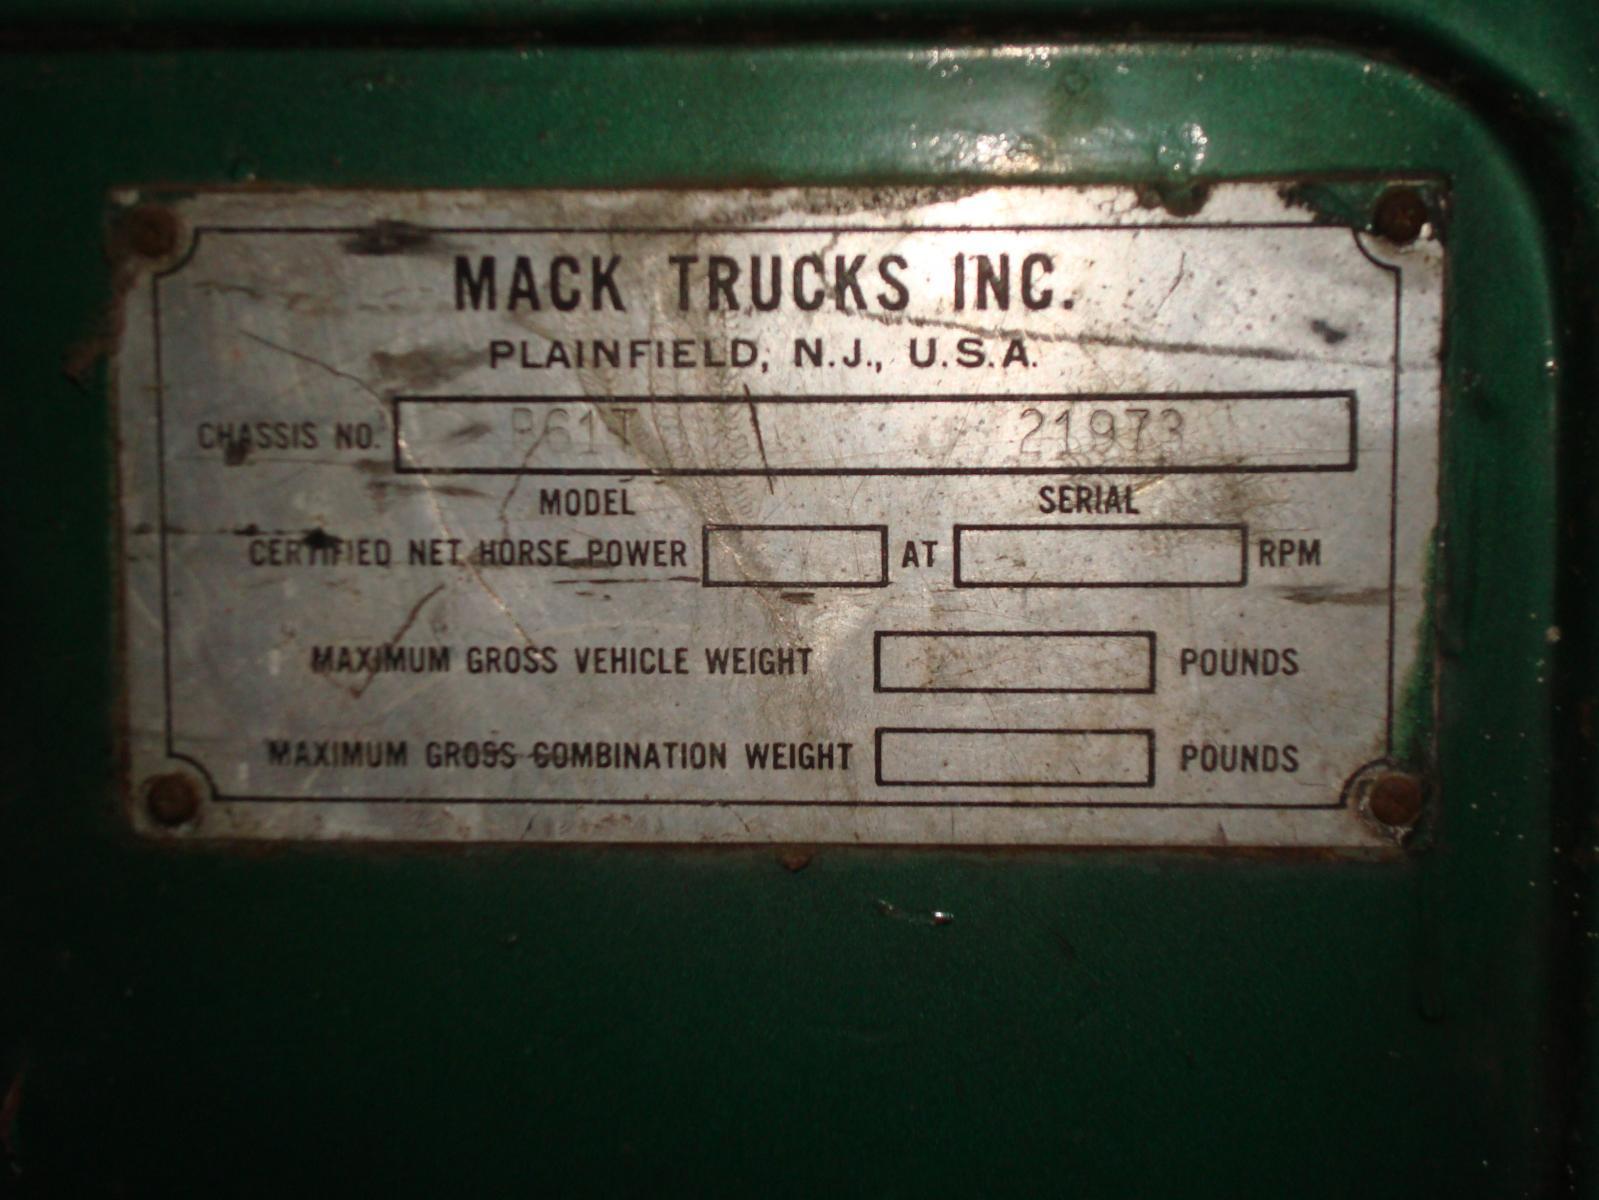 MACK TRUCKS INC.
PLAINFIELD, N.J., U.S.A.
CHASSIS NO. B61T 21973
MODEL SERIAL
CERTIFIED NET HORSE POWER AT RPM
MAXIMUM GROSS VEHICLE WEIGHT POUNDS
MAXIMUM GROSS COMBINATION WEIGHT POUNDS